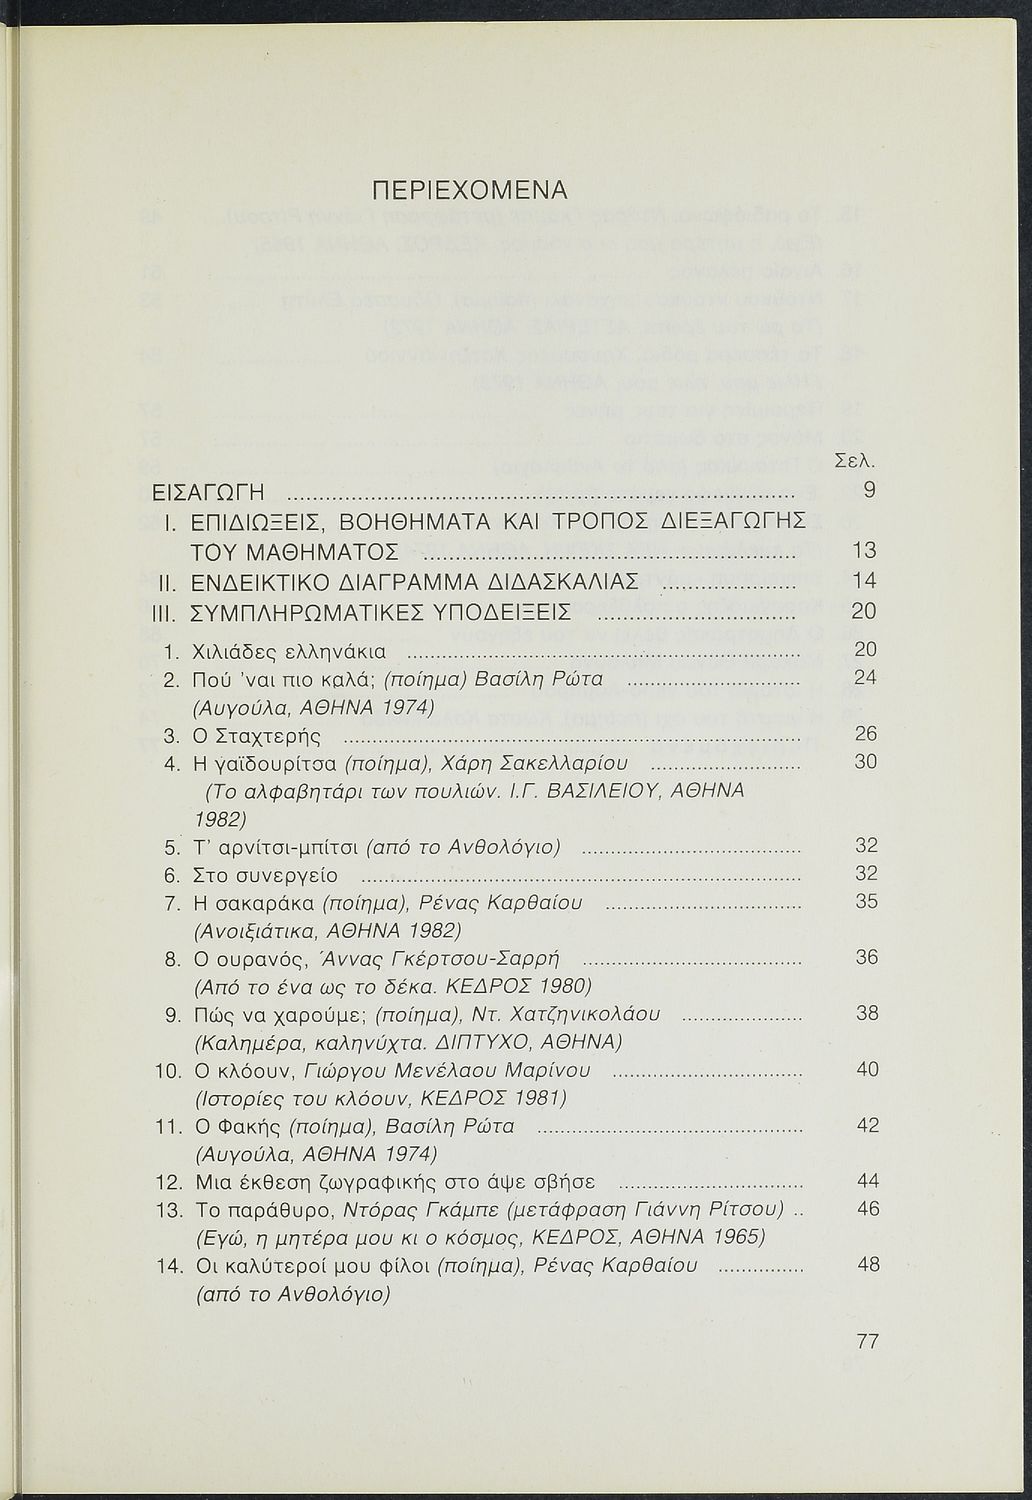 ΠΕΡΙΕΧΟΜΕΝΑ
Σελ.
ΕΙΣΑΓΩΓΗ ........................................ 9
Ι. ΕΠΙΔΙΩΞΕΙΣ, ΒΟΗΘΗΜΑΤΑ ΚΑΙ ΤΡΟΠΟΣ ΔΙΕΞΑΓΩΓΗΣ
ΤΟΥ ΜΑΘΗΜΑΤΟΣ ........................................ 13
ΙΙ. ΕΝΔΕΙΚΤΙΚΟ ΔΙΑΓΡΑΜΜΑ ΔΙΔΑΣΚΑΛΙΑΣ .................... 14
ΙΙΙ. ΣΥΜΠΛΗΡΩΜΑΤΙΚΕΣ ΥΠΟΔΕΙΞΕΙΣ .............................. 20
1. Χιλιάδες ελληνάκια ........................................ 20
2. Πού 'ναι πιο καλά; (ποίημα) Βασίλη Ρώτα .............................. 24
(Αυγούλα, ΑΘΗΝΑ 1974)
3. Ο Σταχτερής ........................................ 26
4. Η γαϊδουρίτσα (ποίημα), Χάρη Σακελλαρίου ......................... 30
(Το αλφαβητάρι των πουλιών. Ι.Γ. ΒΑΣΙΛΕΙΟΥ, ΑΘΗΝΑ
1982)
5. Τ' αρνίτσι-μπίτσι (από το Ανθολόγιο) ................................... 32
6. Στο συνεργείο ........................................ 32
7. Η σακαράκα (ποίημα), Ρένας Καρθαίου .............................. 35
(Ανοιξιάτικα, ΑΘΗΝΑ 1982)
8. Ο ουρανός, Άννας Γκέρτσου-Σαρρή ................................... 36
(Από το ένα ως το δέκα. ΚΕΔΡΟΣ 1980)
9. Πώς να χαρούμε; (ποίημα), Ντ. Χατζηνικολάου .................... 38
(Καλημέρα, καληνύχτα. ΔΙΠΤΥΧΟ, ΑΘΗΝΑ)
10. Ο κλόουν, Γιώργου Μενέλαου Μαρίνου .............................. 40
(Ιστορίες του κλόουν, ΚΕΔΡΟΣ 1981)
11. Ο Φακής (ποίημα), Βασίλη Ρώτα ........................................ 42
(Αυγούλα, ΑΘΗΝΑ 1974)
12. Μια έκθεση ζωγραφικής στο άψε σβήσε .............................. 44
13. Το παράθυρο, Ντόρας Γκάμπε (μετάφραση Γιάννη Ρίτσου) .. 46
(Εγώ, η μητέρα μου κι ο κόσμος, ΚΕΔΡΟΣ, ΑΘΗΝΑ 1965)
14. Οι καλύτεροί μου φίλοι (ποίημα), Ρένας Καρθαίου ............... 48
(από το Ανθολόγιο)
77